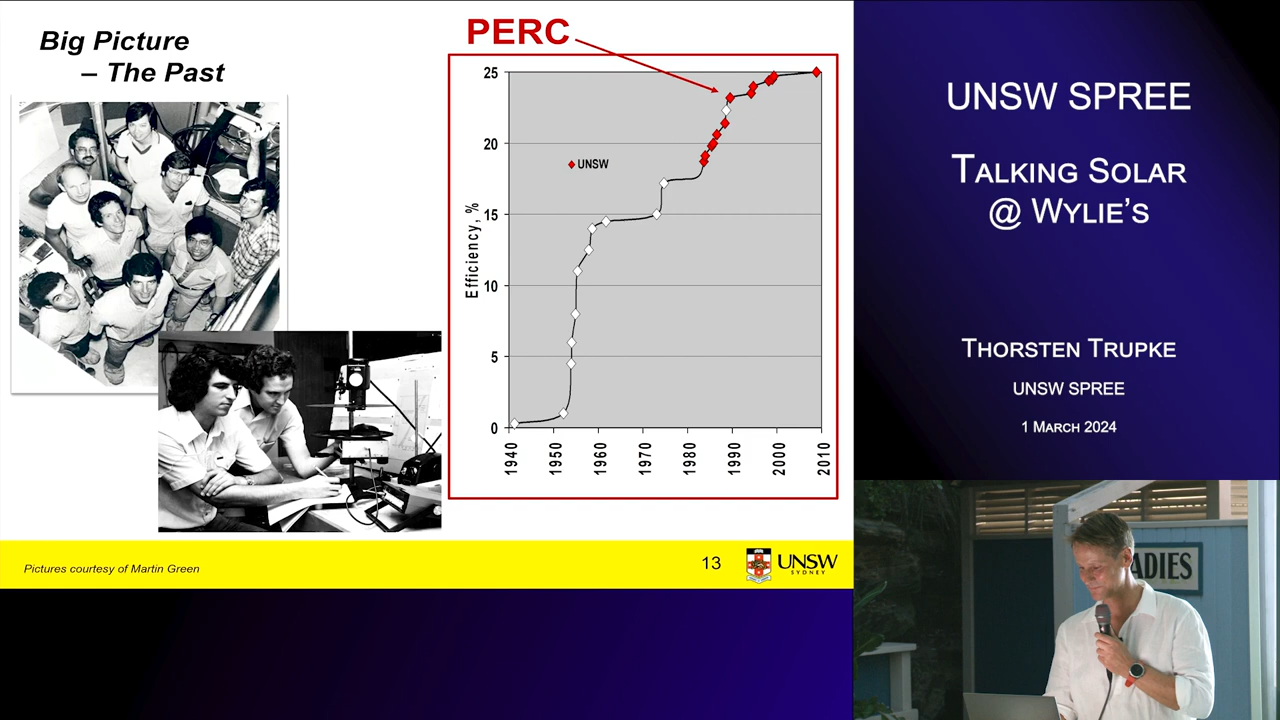 Big Picture
– The Past
PERC
25
20
15
10
5
0
Efficiency, %
UNSW
1940
1950
1960
1970
1980
1990
2000
2010
Pictures courtesy of Martin Green
13
UNSW
SYDNEY
UNSW SPREE
TALKING SOLAR
@ WYLIE'S
THORSTEN TRUPKE
UNSW SPREE
1 MARCH 2024
ADIES